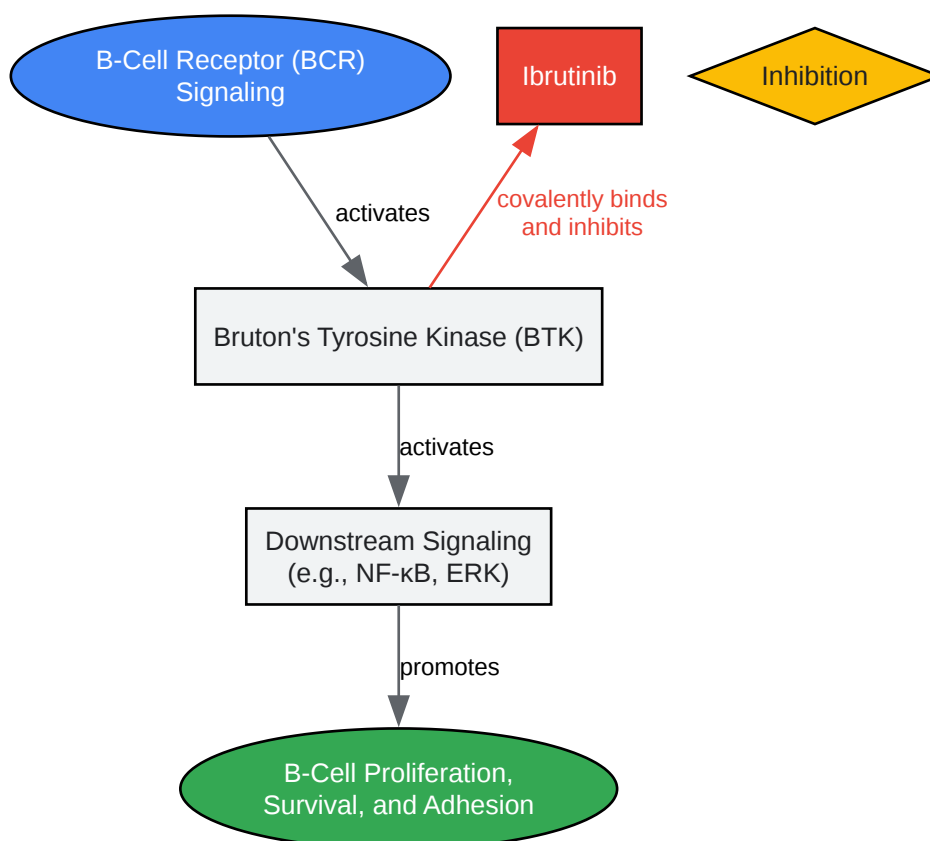 B-Cell Receptor (BCR)
Signaling
Ibrutinib
Inhibition
activates
covalently binds
and inhibits
Bruton's Tyrosine Kinase (BTK)
activates
Downstream Signaling
(e.g., NF-κB, ERK)
promotes
B-Cell Proliferation,
Survival, and Adhesion